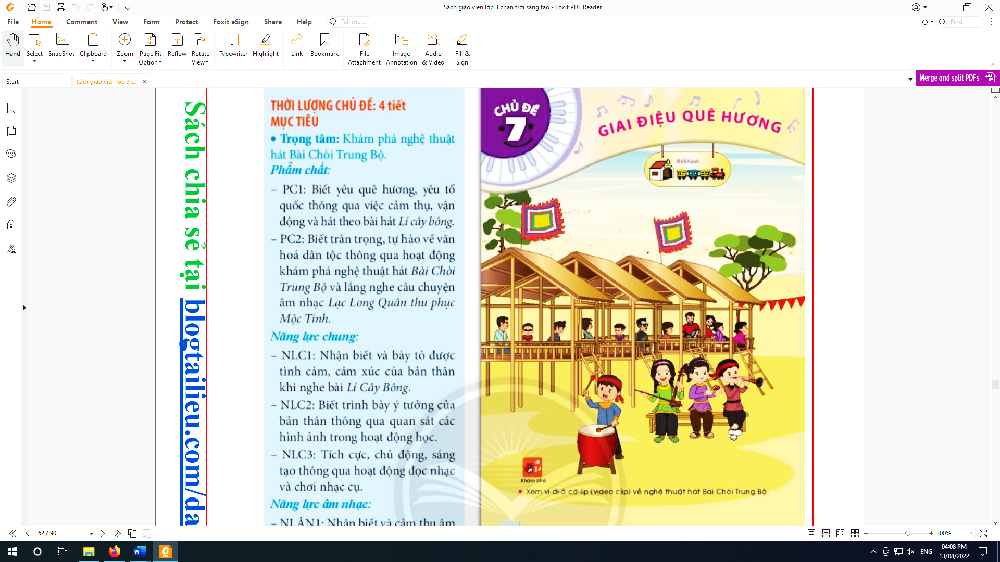 Sách giáo viên lớp 3 chân trời sáng tạo - Foxit PDF Reader
File Home Comment View Form Protect Foxit eSign Share Help Tell me... Find
Hand Select SnapShot Clipboard Zoom Page Fit Option Reflow Rotate View Typewriter Highlight Link Bookmark File Attachment Image Annotation Audio & Video Fill & Sign
Start Sách giáo viên lớp 3 c... Merge and split PDFs
Sách chia sẻ tại blogtailieu.com/da
THỜI LƯỢNG CHỦ ĐỀ: 4 tiết
MỤC TIÊU
• Trọng tâm: Khám phá nghệ thuật
hát Bài Chòi Trung Bộ.
Phẩm chất:
– PC1: Biết yêu quê hương, yêu tổ
quốc thông qua việc cảm thụ, vận
động và hát theo bài hát Lí cây bông.
– PC2: Biết trân trọng, tự hào về văn
hoá dân tộc thông qua hoạt động
khám phá nghệ thuật hát Bài Chòi
Trung Bộ và lắng nghe câu chuyện
âm nhạc Lạc Long Quân thu phục
Mộc Tinh.
Năng lực chung:
– NLC1: Nhận biết và bày tỏ được
tình cảm, cảm xúc của bản thân
khi nghe bài Lí Cây Bông.
– NLC2: Biết trình bày ý tưởng của
bản thân thông qua quan sát các
hình ảnh trong hoạt động học.
– NLC3: Tích cực, chủ động, sáng
tạo thông qua hoạt động đọc nhạc
và chơi nhạc cụ.
Năng lực âm nhạc:
– NLÂN1: Nhận biết và cảm thụ âm
CHỦ ĐỀ
7
GIAI ĐIỆU QUÊ HƯƠNG
Khởi hành
Khám phá
• Xem vi-đi-ô cờ-líp (video clip) về nghệ thuật hát Bài Chòi Trung Bộ.
62 / 90
300%
ENG
04:08 PM
13/08/2022